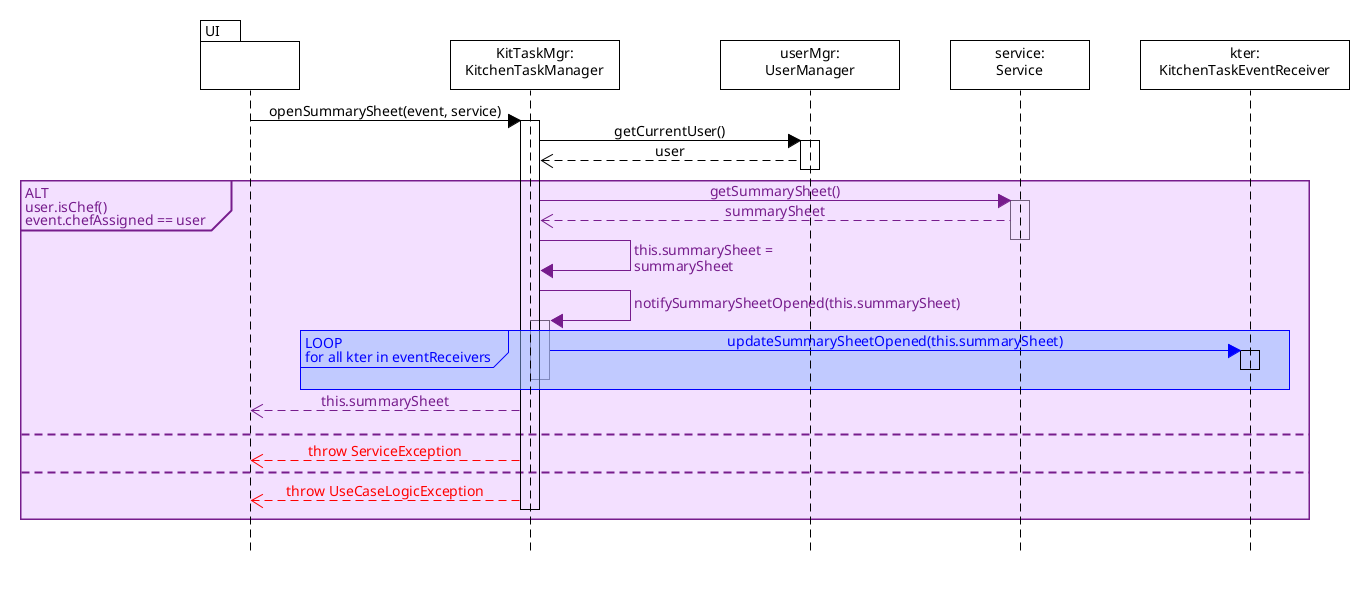 UI
KitTaskMgr:
KitchenTaskManager
userMgr:
UserManager
service:
Service
kter:
KitchenTaskEventReceiver
openSummarySheet(event, service)
getCurrentUser()
user
ALT
user.isChef()
event.chefAssigned == user
getSummarySheet()
summarySheet
this.summarySheet =
summarySheet
notifySummarySheetOpened(this.summarySheet)
LOOP
for all kter in eventReceivers
updateSummarySheetOpened(this.summarySheet)
this.summarySheet
throw ServiceException
throw UseCaseLogicException